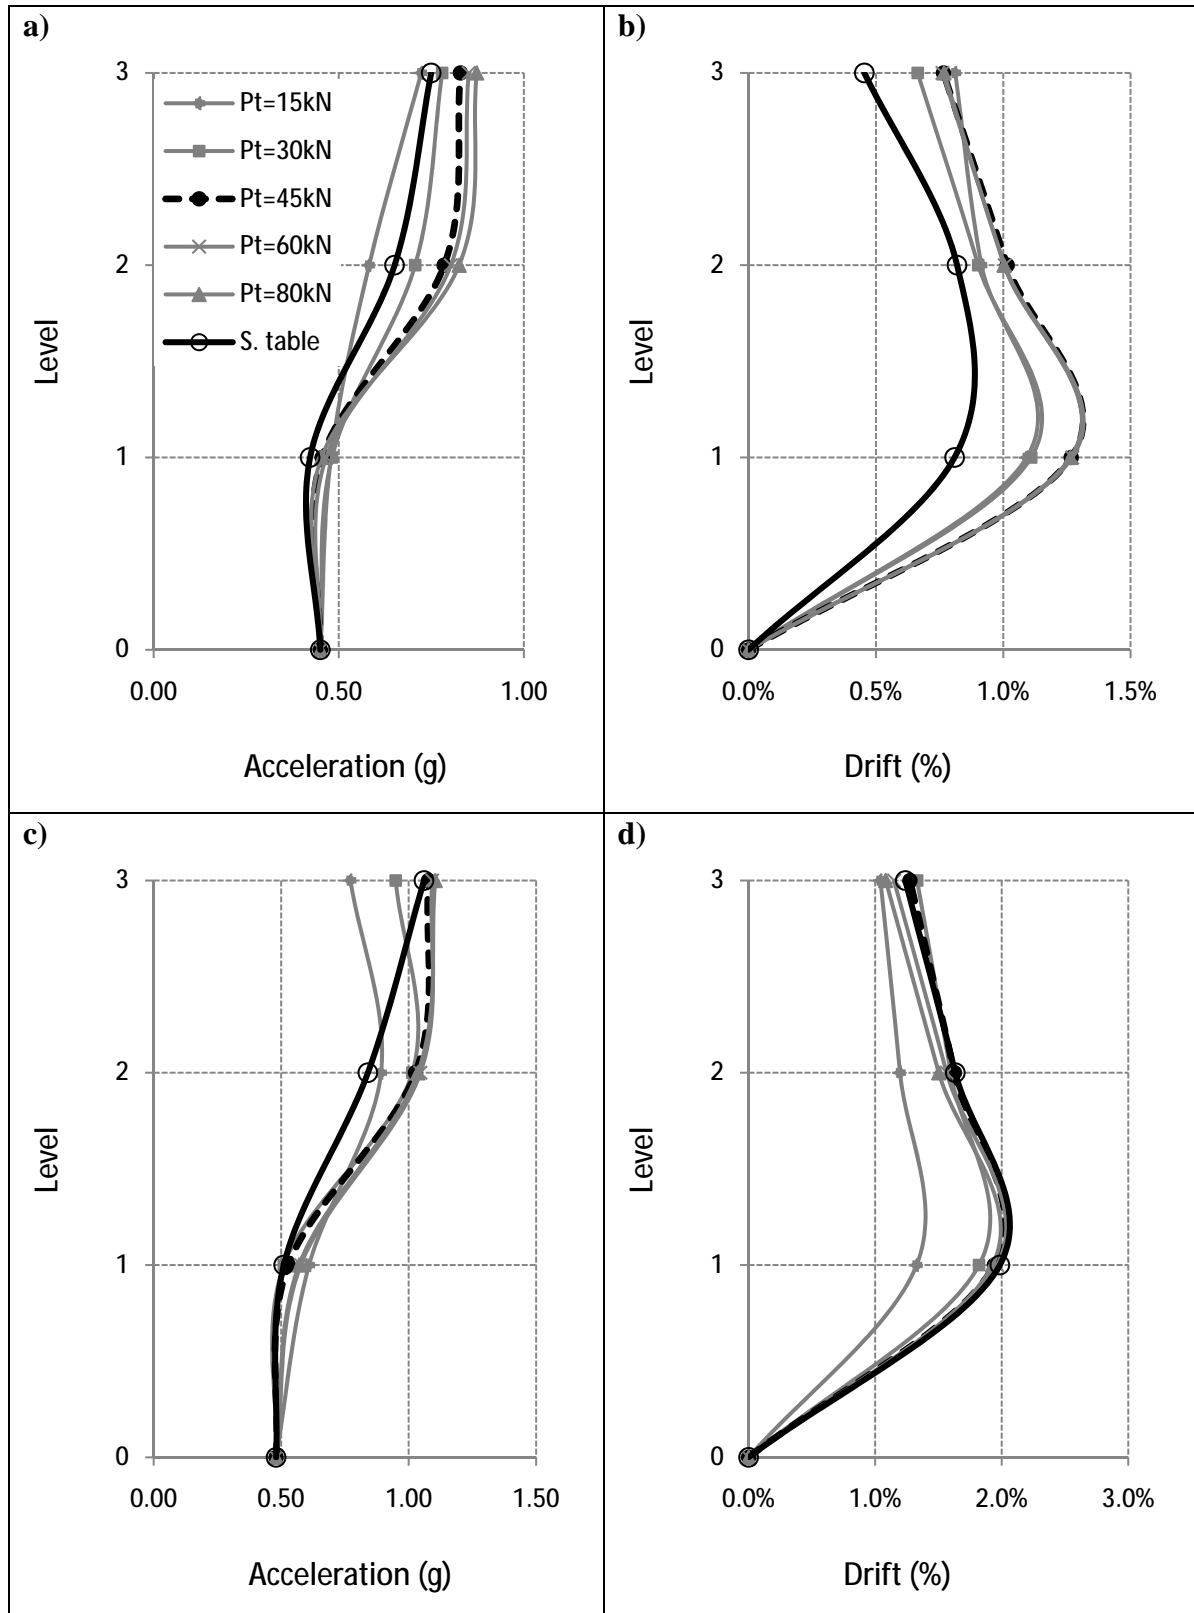 a)
3
2
1
0
Level
Pt=15kN
Pt=30kN
Pt=45kN
Pt=60kN
Pt=80kN
S. table
0.00 0.50 1.00
Acceleration (g)
b)
3
2
1
0
Level
0.0% 0.5% 1.0% 1.5%
Drift (%)
c)
3
2
1
0
Level
0.00 0.50 1.00 1.50
Acceleration (g)
d)
3
2
1
0
Level
0.0% 1.0% 2.0% 3.0%
Drift (%)